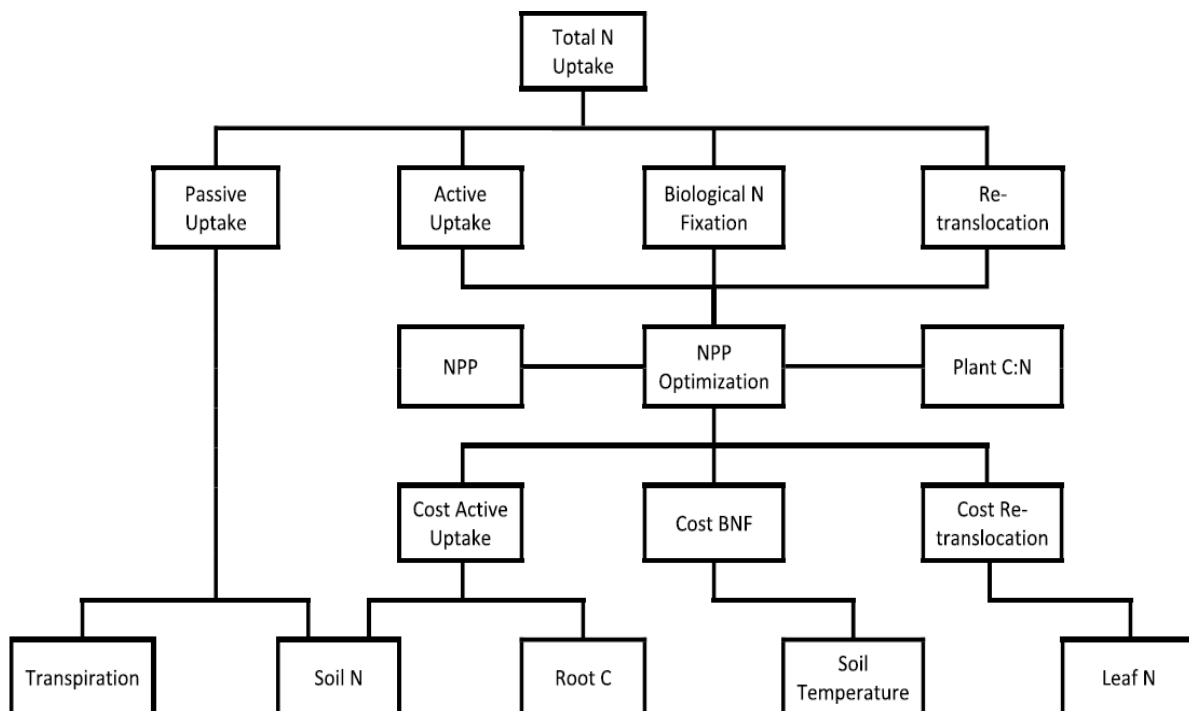 Total N
Uptake
Passive
Uptake
Active
Uptake
Biological N
Fixation
Re-
translocation
NPP
NPP
Optimization
Plant C:N
Cost Active
Uptake
Cost BNF
Cost Re-
translocation
Transpiration
Soil N
Root C
Soil
Temperature
Leaf N